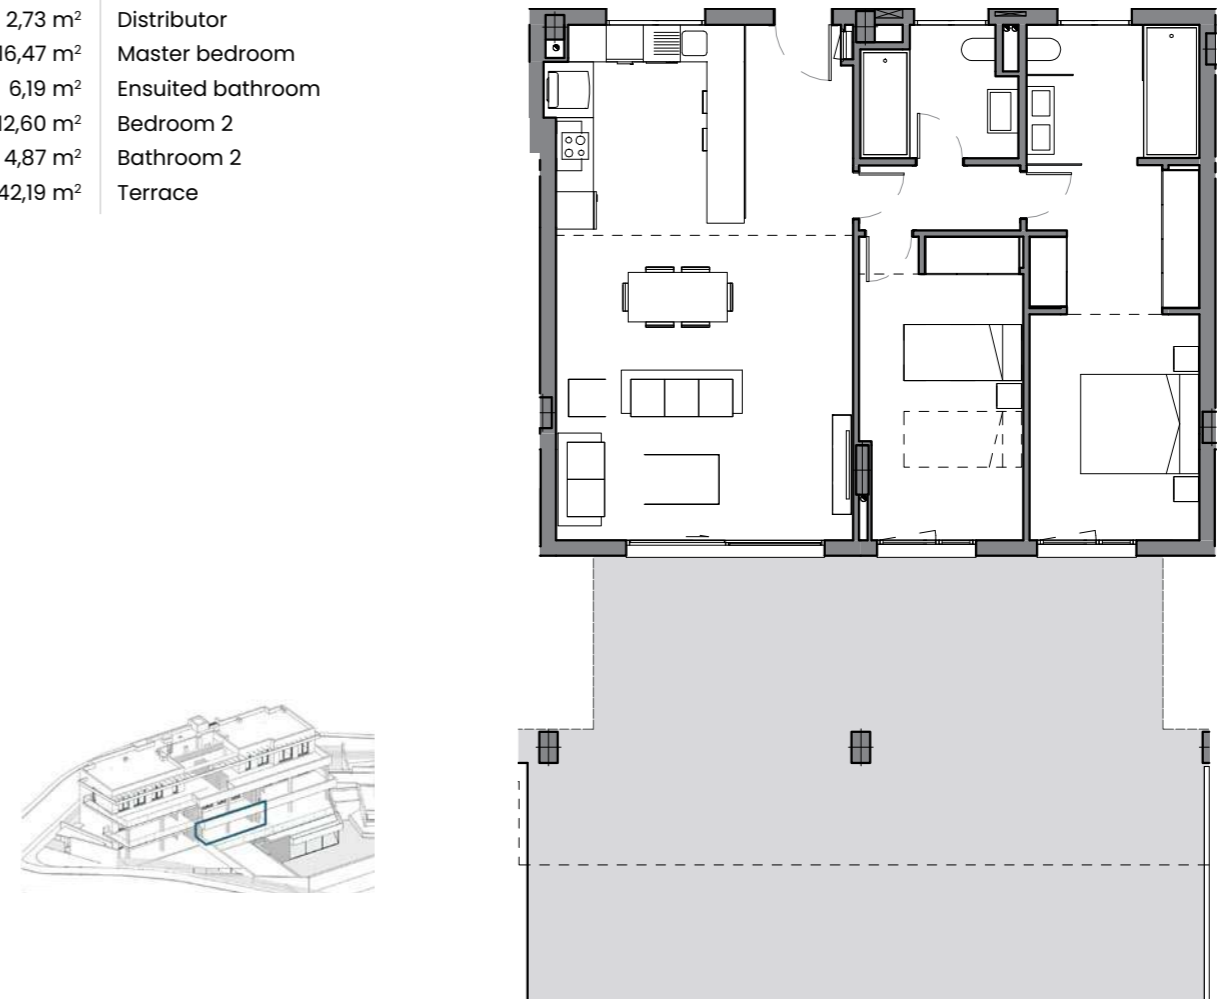 2,73 m² Distributor
16,47 m² Master bedroom
6,19 m² Ensuited bathroom
12,60 m² Bedroom 2
4,87 m² Bathroom 2
42,19 m² Terrace